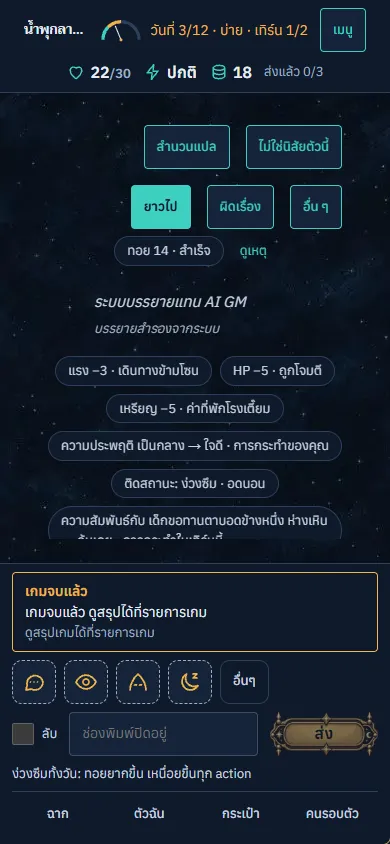 น้ำพุกลา...
วันที่ 3/12 · บ่าย · เทิร์น 1/2
เมนู
22/30
ปกติ
18
ส่งแล้ว 0/3
สำนวนแปล
ไม่ใช่นิสัยตัวนี้
ยาวไป
ผิดเรื่อง
อื่น ๆ
ทอย 14 · สำเร็จ
ดูเหตุ
ระบบบรรยายแทน AI GM
บรรยายสำรองจากระบบ
แรง −3 · เดินทางข้ามโซน
HP −5 · ถูกโจมตี
เหรียญ −5 · ค่าที่พักโรงเตี๊ยม
ความประพฤติ เป็นกลาง → ใจดี · การกระทำของคุณ
ติดสถานะ: ง่วงซึม · อดนอน
ความสัมพันธ์กับ เด็กขอทานตาบอดข้างหนึ่ง ห่างเหิน
เกมจบแล้ว
เกมจบแล้ว ดูสรุปได้ที่รายการเกม
ดูสรุปเกมได้ที่รายการเกม
อื่นๆ
ลับ
ช่องพิมพ์ปิดอยู่
ส่ง
ง่วงซึมทั้งวัน: ทอยยากขึ้น เหนื่อยขึ้นทุก action
ฉาก
ตัวฉัน
กระเป๋า
คนรอบตัว